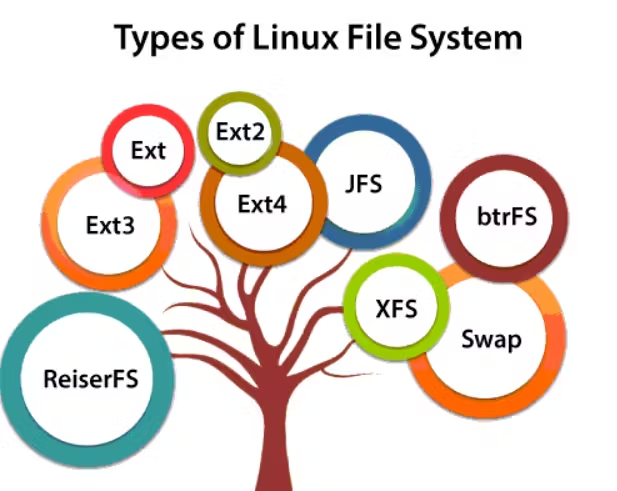 Types of Linux File System
Ext
Ext2
Ext3
Ext4
JFS
btrFS
XFS
Swap
ReiserFS